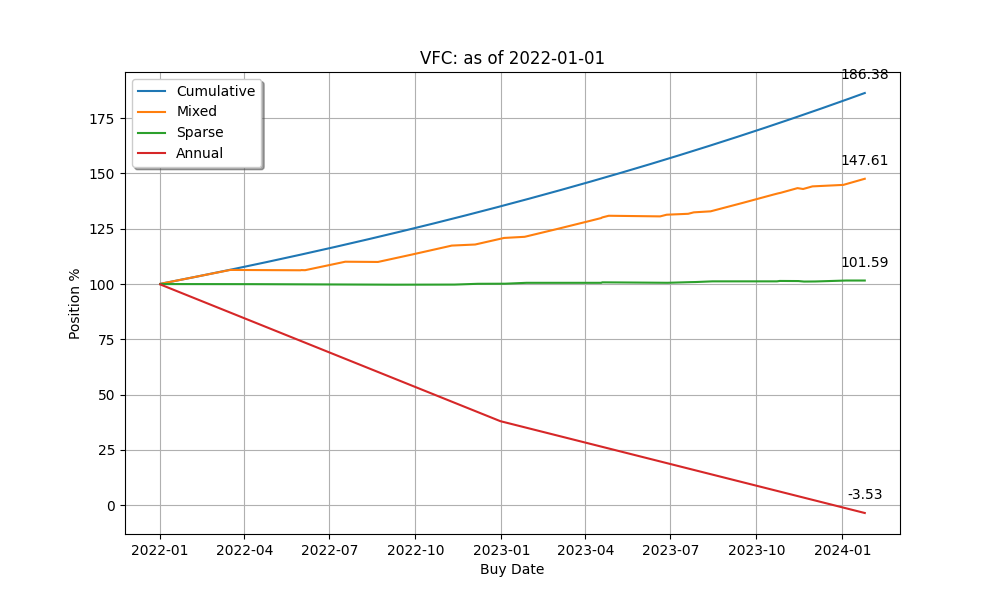 VFC: as of 2022-01-01
Cumulative
Mixed
Sparse
Annual
186.38
147.61
101.59
-3.53
Position %
175
150
125
100
75
50
25
0
2022-01 2022-04 2022-07 2022-10 2023-01 2023-04 2023-07 2023-10 2024-01
Buy Date